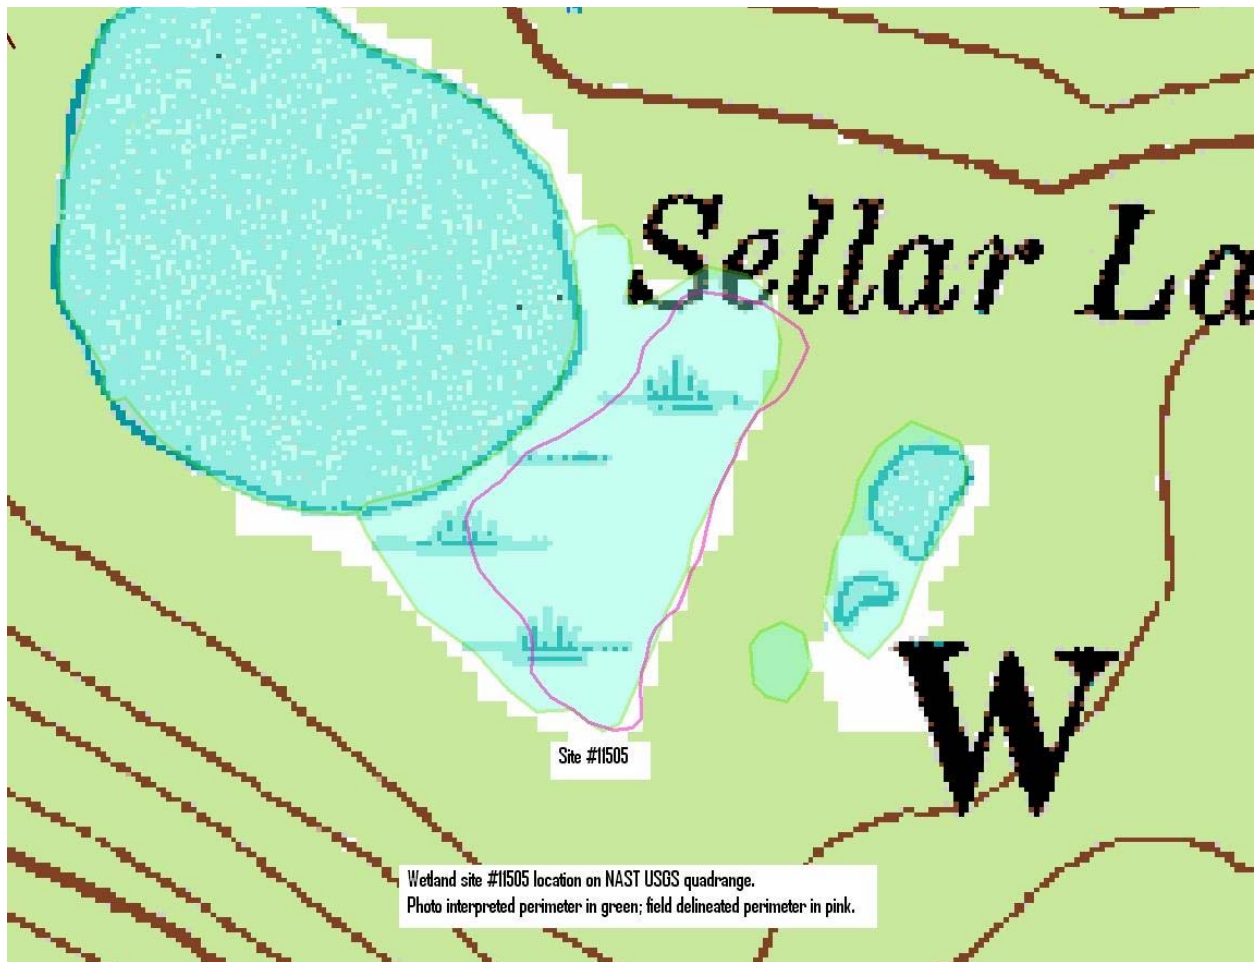 Sellar La
W
Site #11505
Wetland site #11505 location on NAST USGS quadrange.
Photo interpreted perimeter in green; field delineated perimeter in pink.